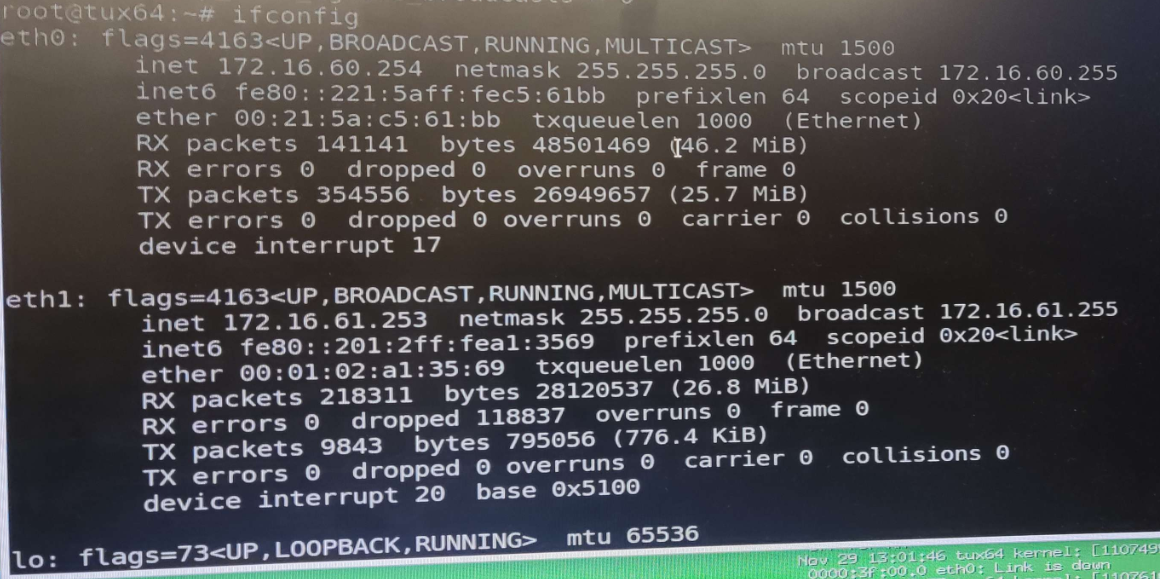 root@tux64:~# ifconfig
eth0: flags=4163<UP,BROADCAST,RUNNING,MULTICAST>  mtu 1500
        inet 172.16.60.254  netmask 255.255.255.0  broadcast 172.16.60.255
        inet6 fe80::221:5aff:fec5:61bb  prefixlen 64  scopeid 0x20<link>
        ether 00:21:5a:c5:61:bb  txqueuelen 1000  (Ethernet)
        RX packets 141141  bytes 48501469 (46.2 MiB)
        RX errors 0  dropped 0  overruns 0  frame 0
        TX packets 354556  bytes 26949657 (25.7 MiB)
        TX errors 0  dropped 0 overruns 0  carrier 0  collisions 0
        device interrupt 17
eth1: flags=4163<UP,BROADCAST,RUNNING,MULTICAST>  mtu 1500
        inet 172.16.61.253  netmask 255.255.255.0  broadcast 172.16.61.255
        inet6 fe80::201:2ff:fea1:3569  prefixlen 64  scopeid 0x20<link>
        ether 00:01:02:a1:35:69  txqueuelen 1000  (Ethernet)
        RX packets 218311  bytes 28120537 (26.8 MiB)
        RX errors 0  dropped 118837  overruns 0  frame 0
        TX packets 9843  bytes 795056 (776.4 KiB)
        TX errors 0  dropped 0 overruns 0  carrier 0  collisions 0
        device interrupt 20  base 0x5100
lo: flags=73<UP,LOOPBACK,RUNNING>  mtu 65536
Nov 29 13:01:46 tux64 kernel: [110749
0000:3f:00.0 eth0: Link is down